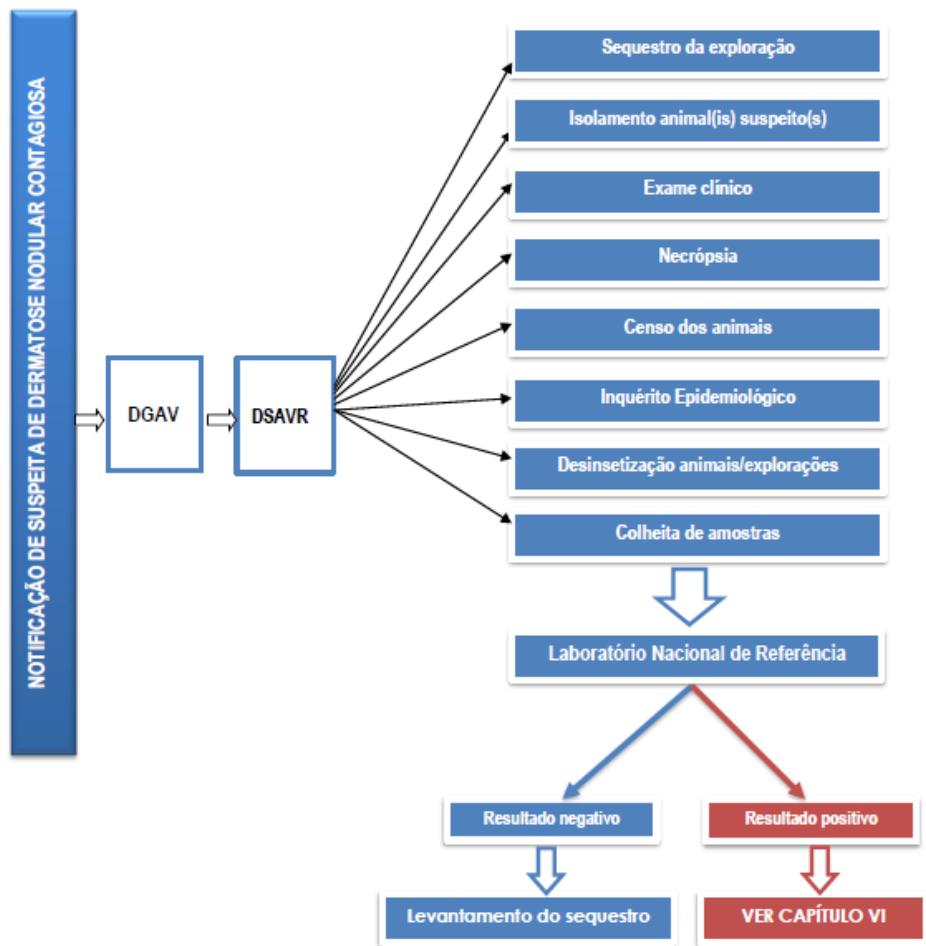 NOTIFICAÇÃO DE SUSPEITA DE DERMATOSE NODULAR CONTAGIOSA
DGAV
DSAVR
Sequestro da exploração
Isolamento animal(is) suspeito(s)
Exame clínico
Necrópsia
Censo dos animais
Inquérito Epidemiológico
Desinsetização animais/explorações
Colheita de amostras
Laboratório Nacional de Referência
Resultado negativo
Resultado positivo
Levantamento do sequestro
VER CAPÍTULO VI